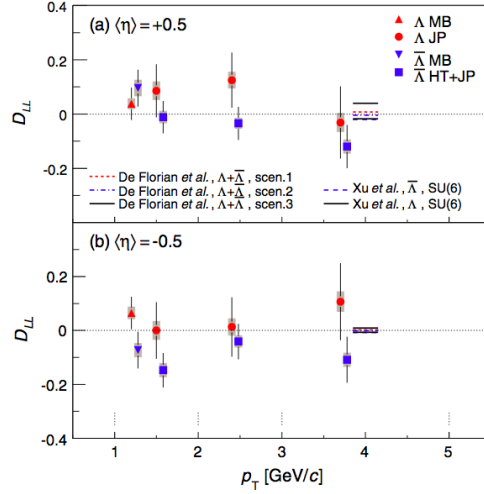 (a) ⟨η⟩=+0.5
Λ MB
Λ JP
Λ̅ MB
Λ̅ HT+JP
D_LL
0.2
0
-0.2
De Florian et al., Λ+Λ̅, scen.1
De Florian et al., Λ+Λ̅, scen.2
De Florian et al., Λ+Λ̅, scen.3
Xu et al., Λ̅, SU(6)
Xu et al., Λ, SU(6)
(b) ⟨η⟩=-0.5
D_LL
0.2
0
-0.2
-0.4
1 2 3 4 5
p_T [GeV/c]